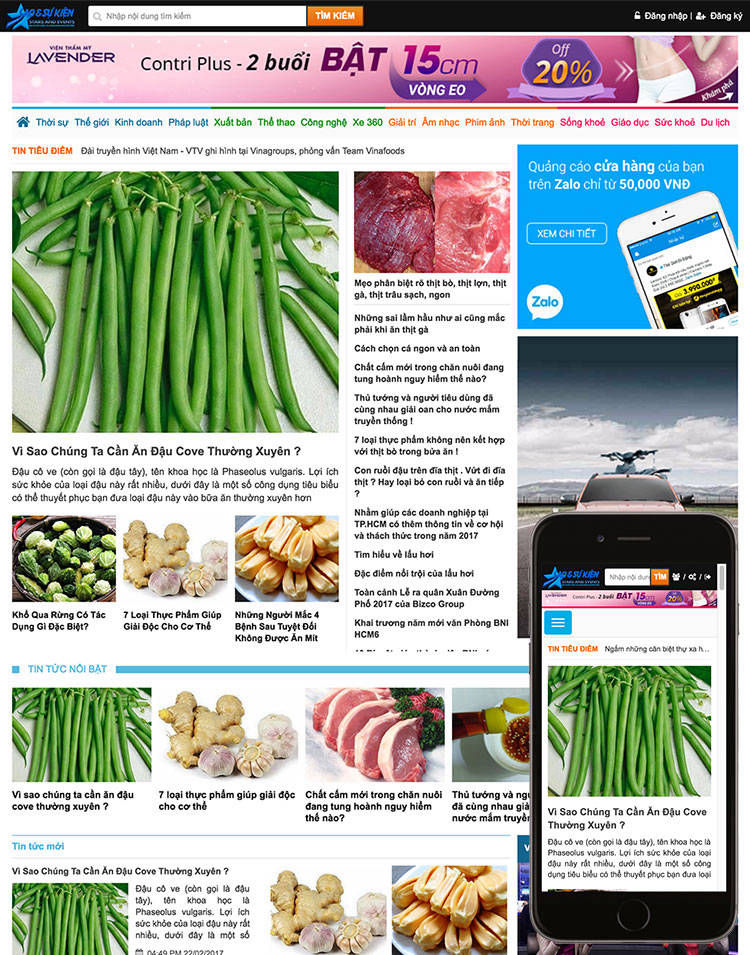 SAO & SỰ KIỆN
STARS AND EVENTS
Nhập nội dung tìm kiếm
TÌM KIẾM
Đăng nhập | Đăng ký
VIỆN THẨM MỸ
LAVENDER
Contri Plus - 2 buổi BẬT 15cm
VÒNG EO
Off
20%
Khám phá
Thời sự Thế giới Kinh doanh Pháp luật Xuất bản Thể thao Công nghệ Xe 360 Giải trí Âm nhạc Phim ảnh Thời trang Sống khoẻ Giáo dục Sức khoẻ Du lịch
TIN TIÊU ĐIỂM Đài truyền hình Việt Nam - VTV ghi hình tại Vinagroups, phỏng vấn Team Vinafoods
Vì Sao Chúng Ta Cần Ăn Đậu Cove Thường Xuyên ?
Đậu cô ve (còn gọi là đậu tây), tên khoa học là Phaseolus vulgaris. Lợi ích
sức khỏe của loại đậu này rất nhiều, dưới đây là một số công dụng tiêu biểu
có thể thuyết phục bạn đưa loại đậu này vào bữa ăn thường xuyên hơn
Khổ Qua Rừng Có Tác
Dụng Gì Đặc Biệt?
7 Loại Thực Phẩm Giúp
Giải Độc Cho Cơ Thể
Những Người Mắc 4
Bệnh Sau Tuyệt Đối
Không Được Ăn Mít
Mẹo phân biệt rõ thịt bò, thịt lợn, thịt
gà, thịt trâu sạch, ngon
Những sai lầm hầu như ai cũng mắc
phải khi ăn thịt gà
Cách chọn cá ngon và an toàn
Chất cấm mới trong chăn nuôi đang
tung hoành nguy hiểm thế nào?
Thủ tướng và người tiêu dùng đã
cùng nhau giải oan cho nước mắm
truyền thống !
7 loại thực phẩm không nên kết hợp
với thịt bò trong bữa ăn !
Con ruồi đậu trên đĩa thịt . Vứt đi đĩa
thịt ? Hay loại bỏ con ruồi và ăn tiếp
?
Nhằm giúp các doanh nghiệp tại
TP.HCM có thêm thông tin về cơ hội
và thách thức trong năm 2017
Tìm hiểu về lẩu hơi
Đặc điểm nổi trội của lẩu hơi
Toàn cảnh Lễ ra quân Xuân Đường
Phố 2017 của Bizco Group
Khai trương năm mới văn Phòng BNI
HCM6
Quảng cáo cửa hàng của bạn
trên Zalo chỉ từ 50,000 VNĐ
XEM CHI TIẾT
Zalo
3.990.000
TIN TỨC NỔI BẬT
Vì sao chúng ta cần ăn đậu
cove thường xuyên ?
7 loại thực phẩm giúp giải độc
cho cơ thể
Chất cấm mới trong chăn nuôi
đang tung hoành nguy hiểm
thế nào?
Thủ tướng và
đã cùng nhau giả
nước mắm truyền
Tin tức mới
Vì Sao Chúng Ta Cần Ăn Đậu Cove Thường Xuyên ?
Đậu cô ve (còn gọi là đậu
tây), tên khoa học là
Phaseolus vulgaris. Lợi ích
sức khỏe của loại đậu này rất
nhiều, dưới đây là một số
04:49 PM 22/02/2017
SAO & SỰ KIỆN
STARS AND EVENTS
Nhập nội dung
TÌM
LAVENDER
Contri Plus - 2 buổi BẬT 15cm
VÒNG EO
20%
TIN TIÊU ĐIỂM Ngắm những căn biệt thự xa h...
Vì Sao Chúng Ta Cần Ăn Đậu Cove
Thường Xuyên ?
Đậu cô ve (còn gọi là đậu tây), tên khoa học là
Phaseolus vulgaris. Lợi ích sức khỏe của loại
đậu này rất nhiều, dưới đây là một số công
dụng tiêu biểu có thể thuyết phục bạn đưa loại